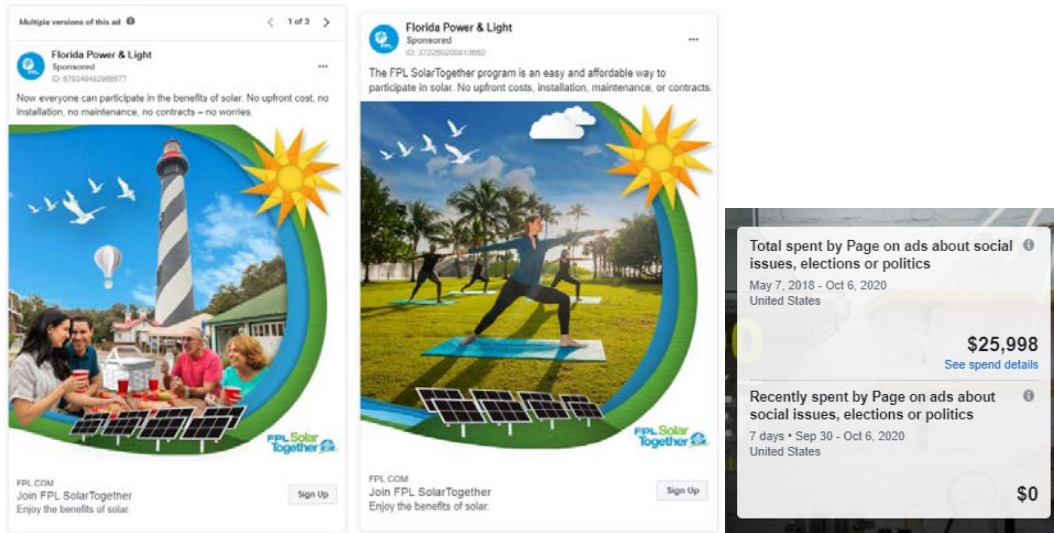 Multiple versions of this ad
1 of 3
Florida Power & Light
Sponsored
Now everyone can participate in the benefits of solar. No upfront cost, no
installation, no maintenance, no contracts – no worries.
FPL Solar
Together
FPL.COM
Join FPL SolarTogether
Enjoy the benefits of solar.
Sign Up
Florida Power & Light
Sponsored
The FPL SolarTogether program is an easy and affordable way to
participate in solar. No upfront costs, installation, maintenance, or contracts.
FPL Solar
Together
FPL.COM
Join FPL SolarTogether
Enjoy the benefits of solar.
Sign Up
Total spent by Page on ads about social
issues, elections or politics
May 7, 2018 - Oct 6, 2020
United States
$25,998
See spend details
Recently spent by Page on ads about
social issues, elections or politics
7 days • Sep 30 - Oct 6, 2020
United States
$0